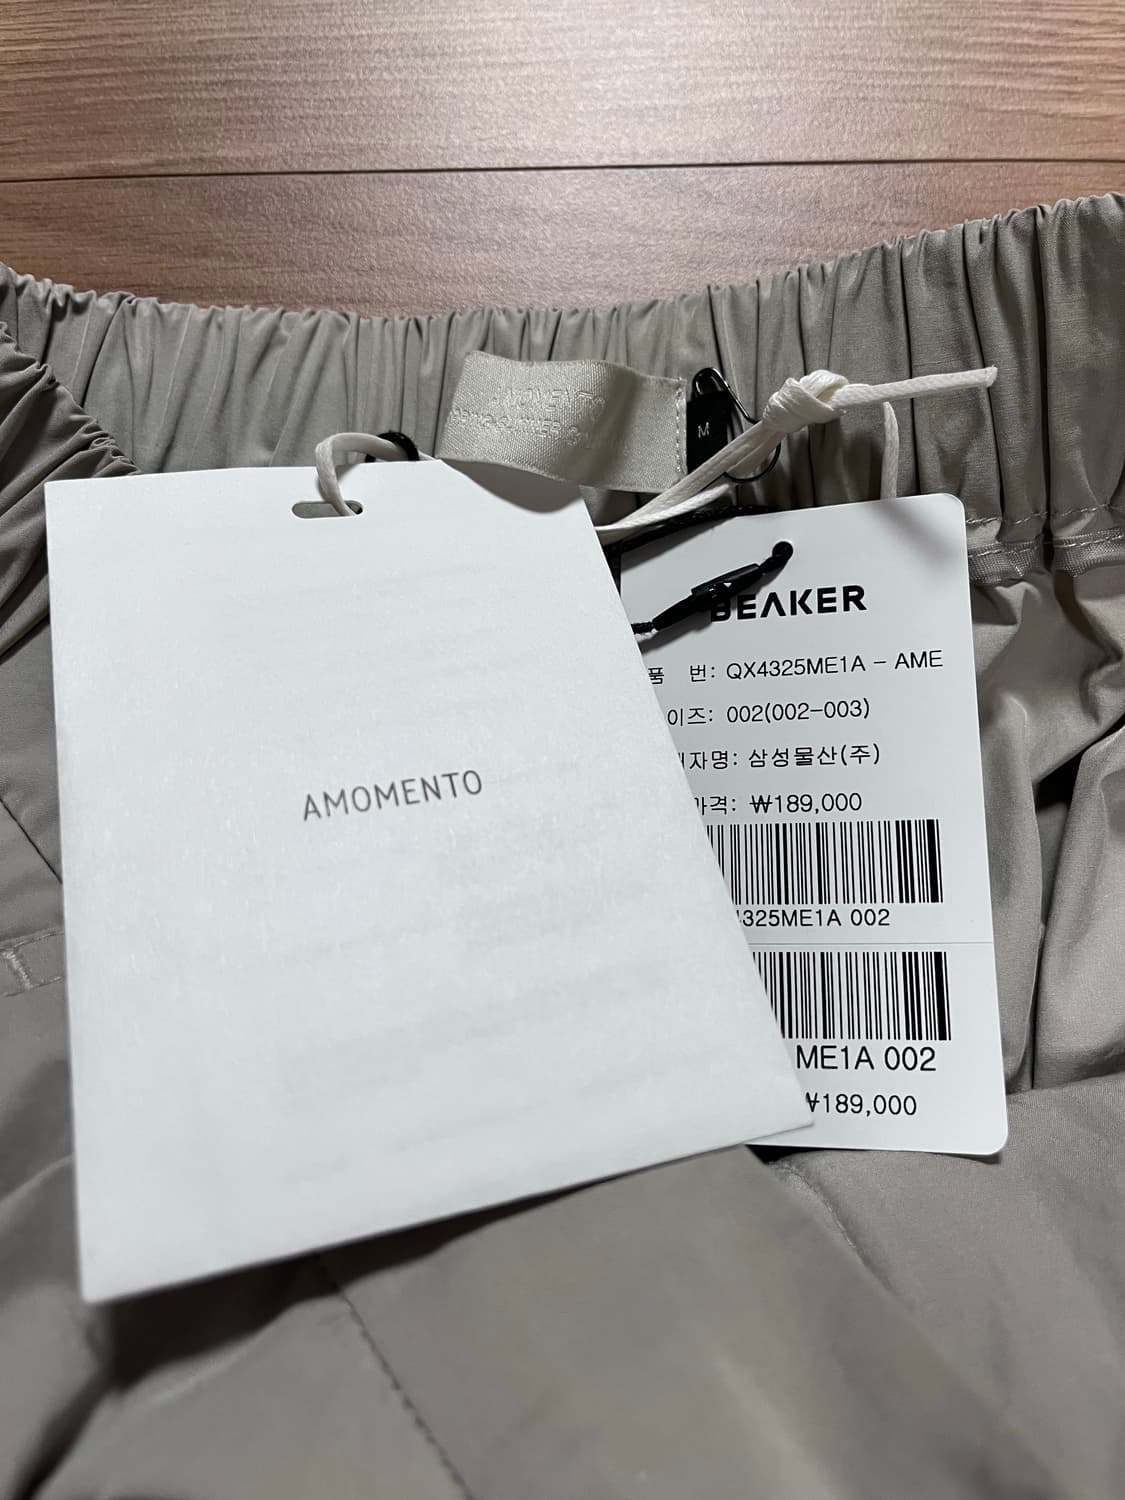 M
BEAKER
품 번: QX4325ME1A - AME
이즈: 002(002-003)
자명: 삼성물산(주)
가격: ₩189,000
4325ME1A 002
ME1A 002
₩189,000
AMOMENTO